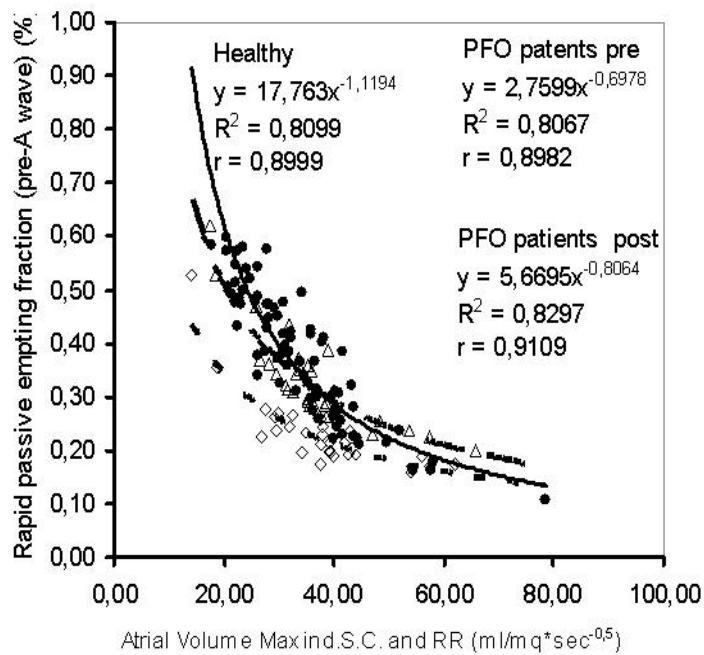 Rapid passive empting fraction (pre-A wave) (%)
1,00
0,90
0,80
0,70
0,60
0,50
0,40
0,30
0,20
0,10
0,00
Healthy
y = 17,763x-1,1194
R2 = 0,8099
r = 0,8999
PFO patents pre
y = 2,7599x-0,6978
R2 = 0,8067
r = 0,8982
PFO patients post
y = 5,6695x-0,8064
R2 = 0,8297
r = 0,9109
0,00 20,00 40,00 60,00 80,00 100,00
Atrial Volume Maxind.S.C. and RR (ml/mq*sec-0,5)